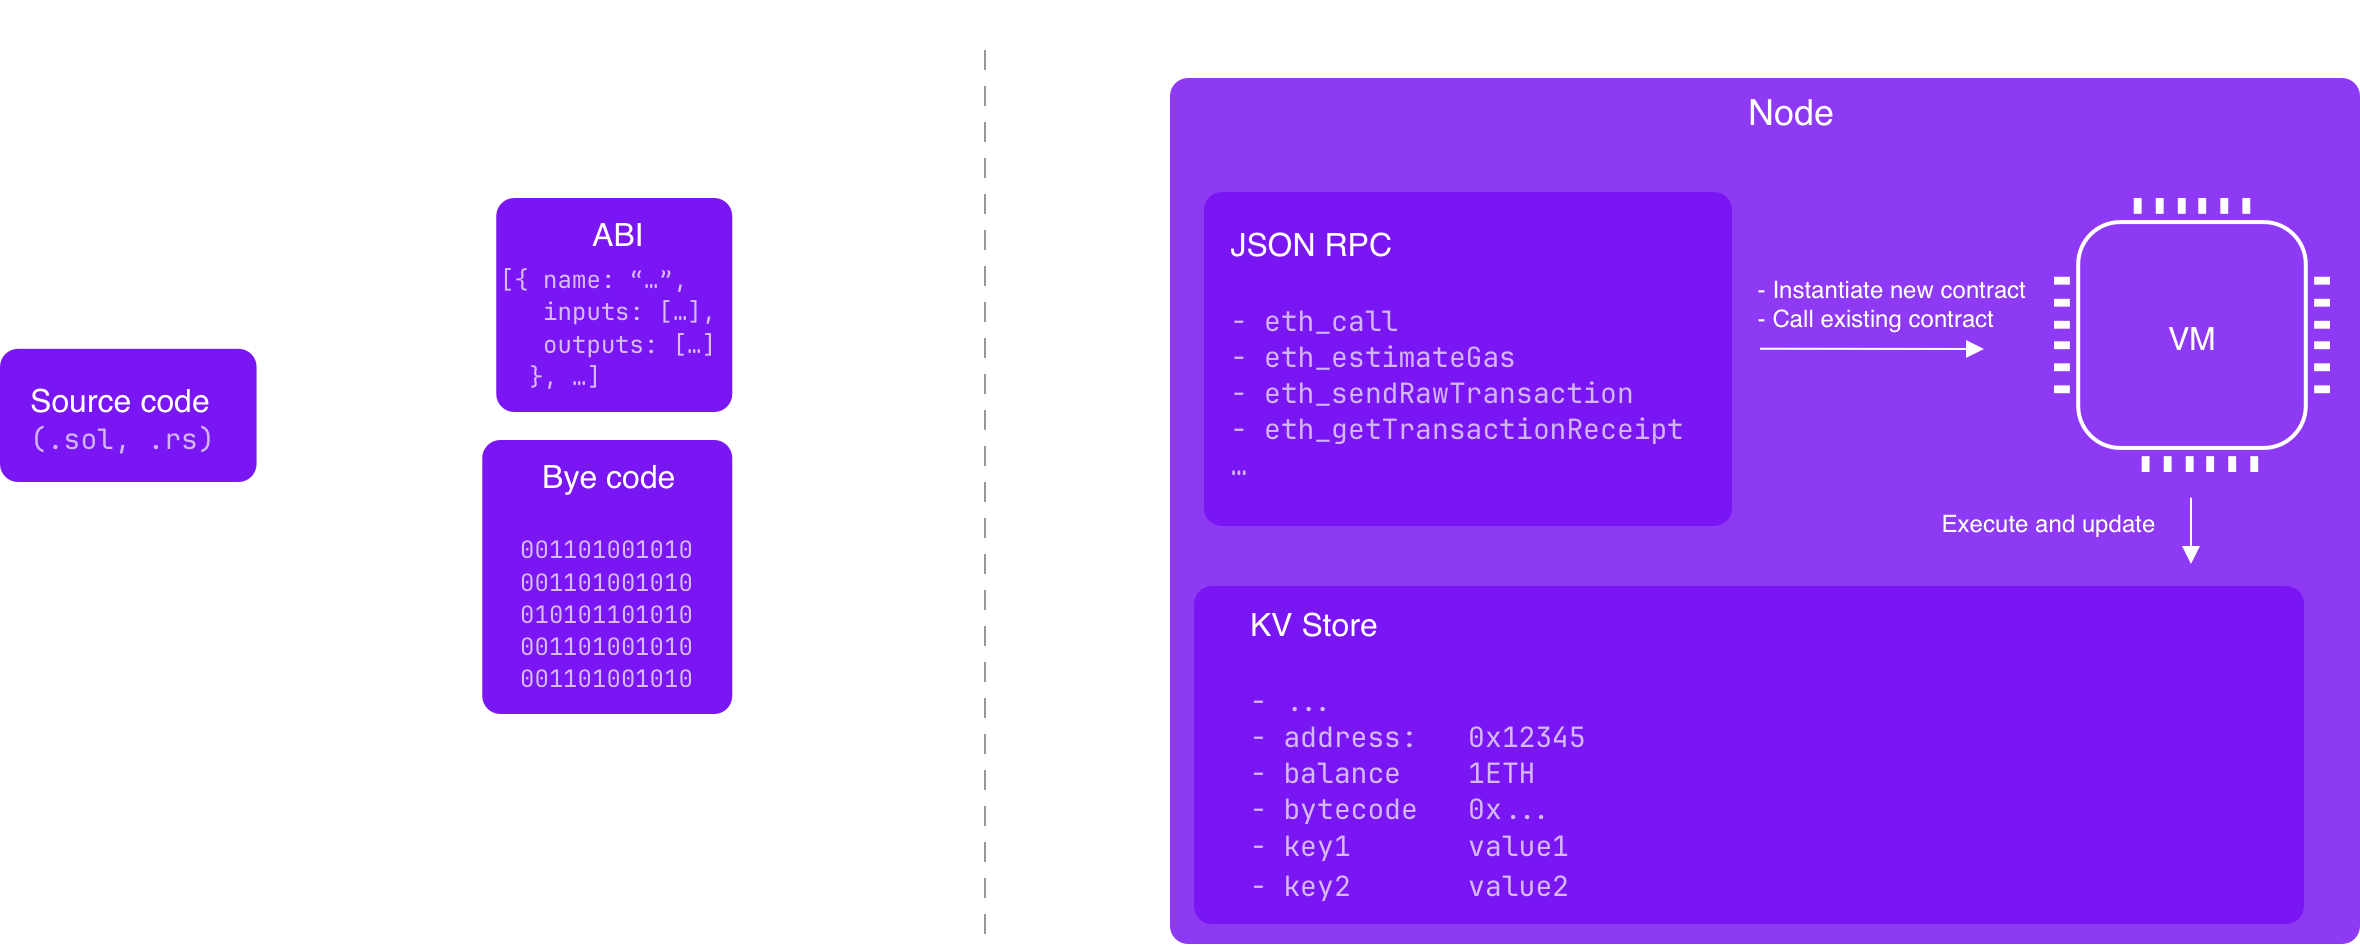 Source code
(.sol, .rs)
ABI
[{ name: “…”,
inputs: […],
outputs: […]
}, …]
Bye code
001101001010
001101001010
010101101010
001101001010
001101001010
Node
JSON RPC
- eth_call
- eth_estimateGas
- eth_sendRawTransaction
- eth_getTransactionReceipt
…
- Instantiate new contract
- Call existing contract
VM
Execute and update
KV Store
- ...
- address: 0x12345
- balance 1ETH
- bytecode 0x...
- key1 value1
- key2 value2